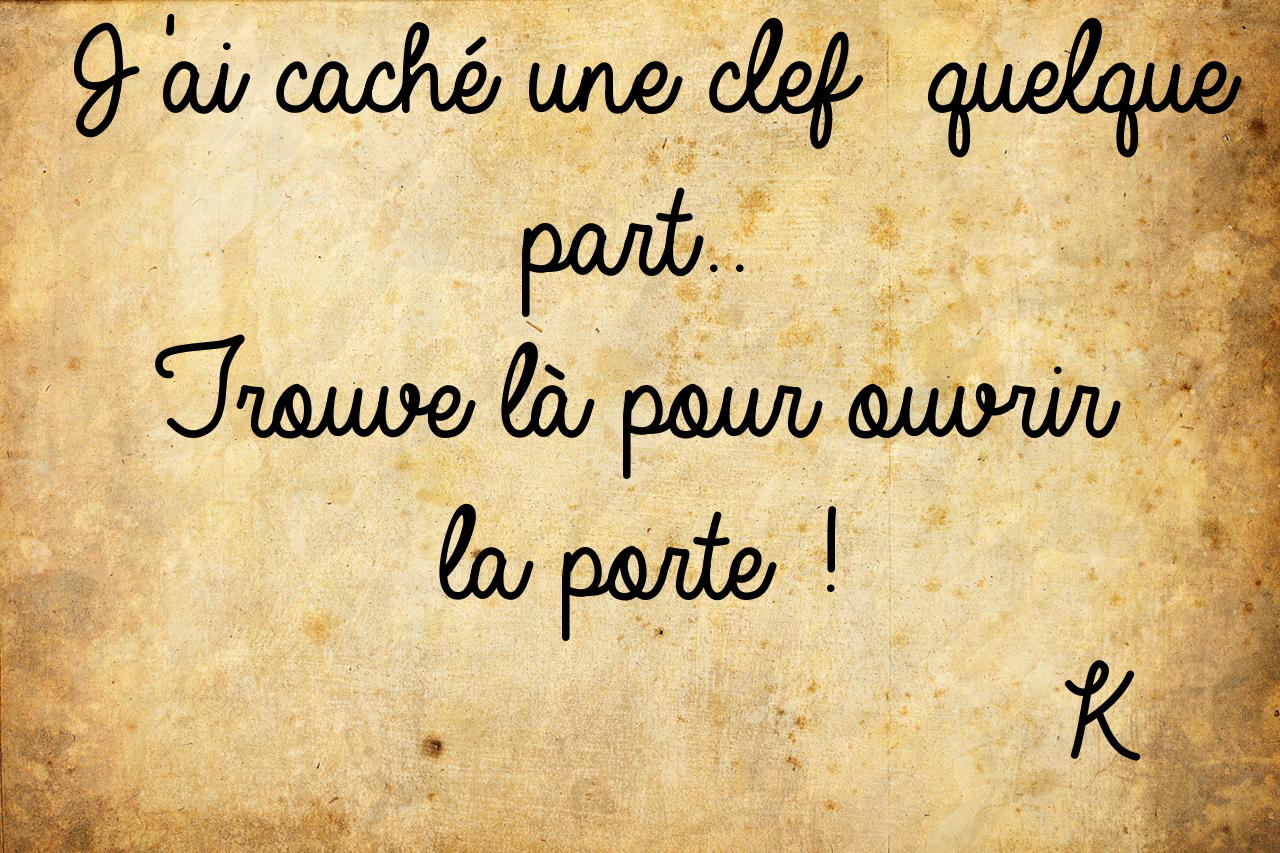 J'ai caché une clef quelque
part..
Trouve là pour ouvrir
la porte !
K